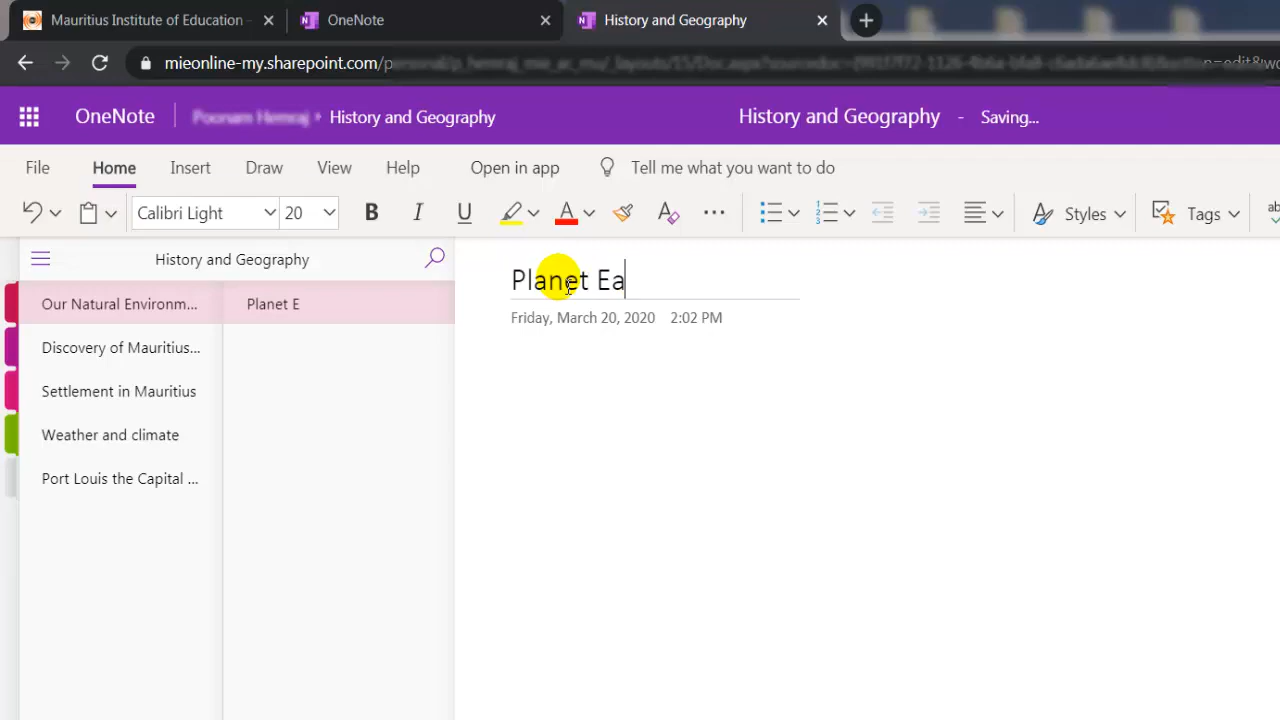 Mauritius Institute of Education -
OneNote
History and Geography
mieonline-my.sharepoint.com/p
OneNote
History and Geography
History and Geography - Saving...
File Home Insert Draw View Help Open in app Tell me what you want to do
Calibri Light 20 B I U A Styles Tags ab
History and Geography
Our Natural Environm...
Planet E
Discovery of Mauritius...
Settlement in Mauritius
Weather and climate
Port Louis the Capital ...
Planet Ea
Friday, March 20, 2020 2:02 PM